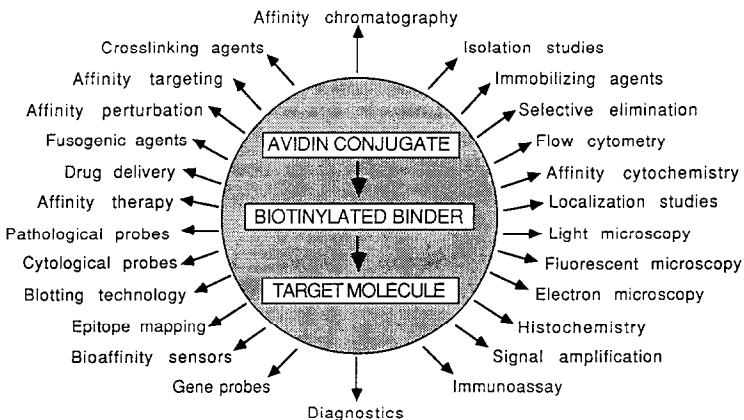 Affinity chromatography
Crosslinking agents
Isolation studies
Affinity targeting
Immobilizing agents
Affinity perturbation
Selective elimination
Fusogenic agents
AVIDIN CONJUGATE
Flow cytometry
Drug delivery
Affinity cytochemistry
Affinity therapy
BIOTINYLATED BINDER
Localization studies
Pathological probes
Light microscopy
Cytological probes
Fluorescent microscopy
Blotting technology
TARGET MOLECULE
Electron microscopy
Epitope mapping
Histochemistry
Bioaffinity sensors
Signal amplification
Gene probes
Immunoassay
Diagnostics